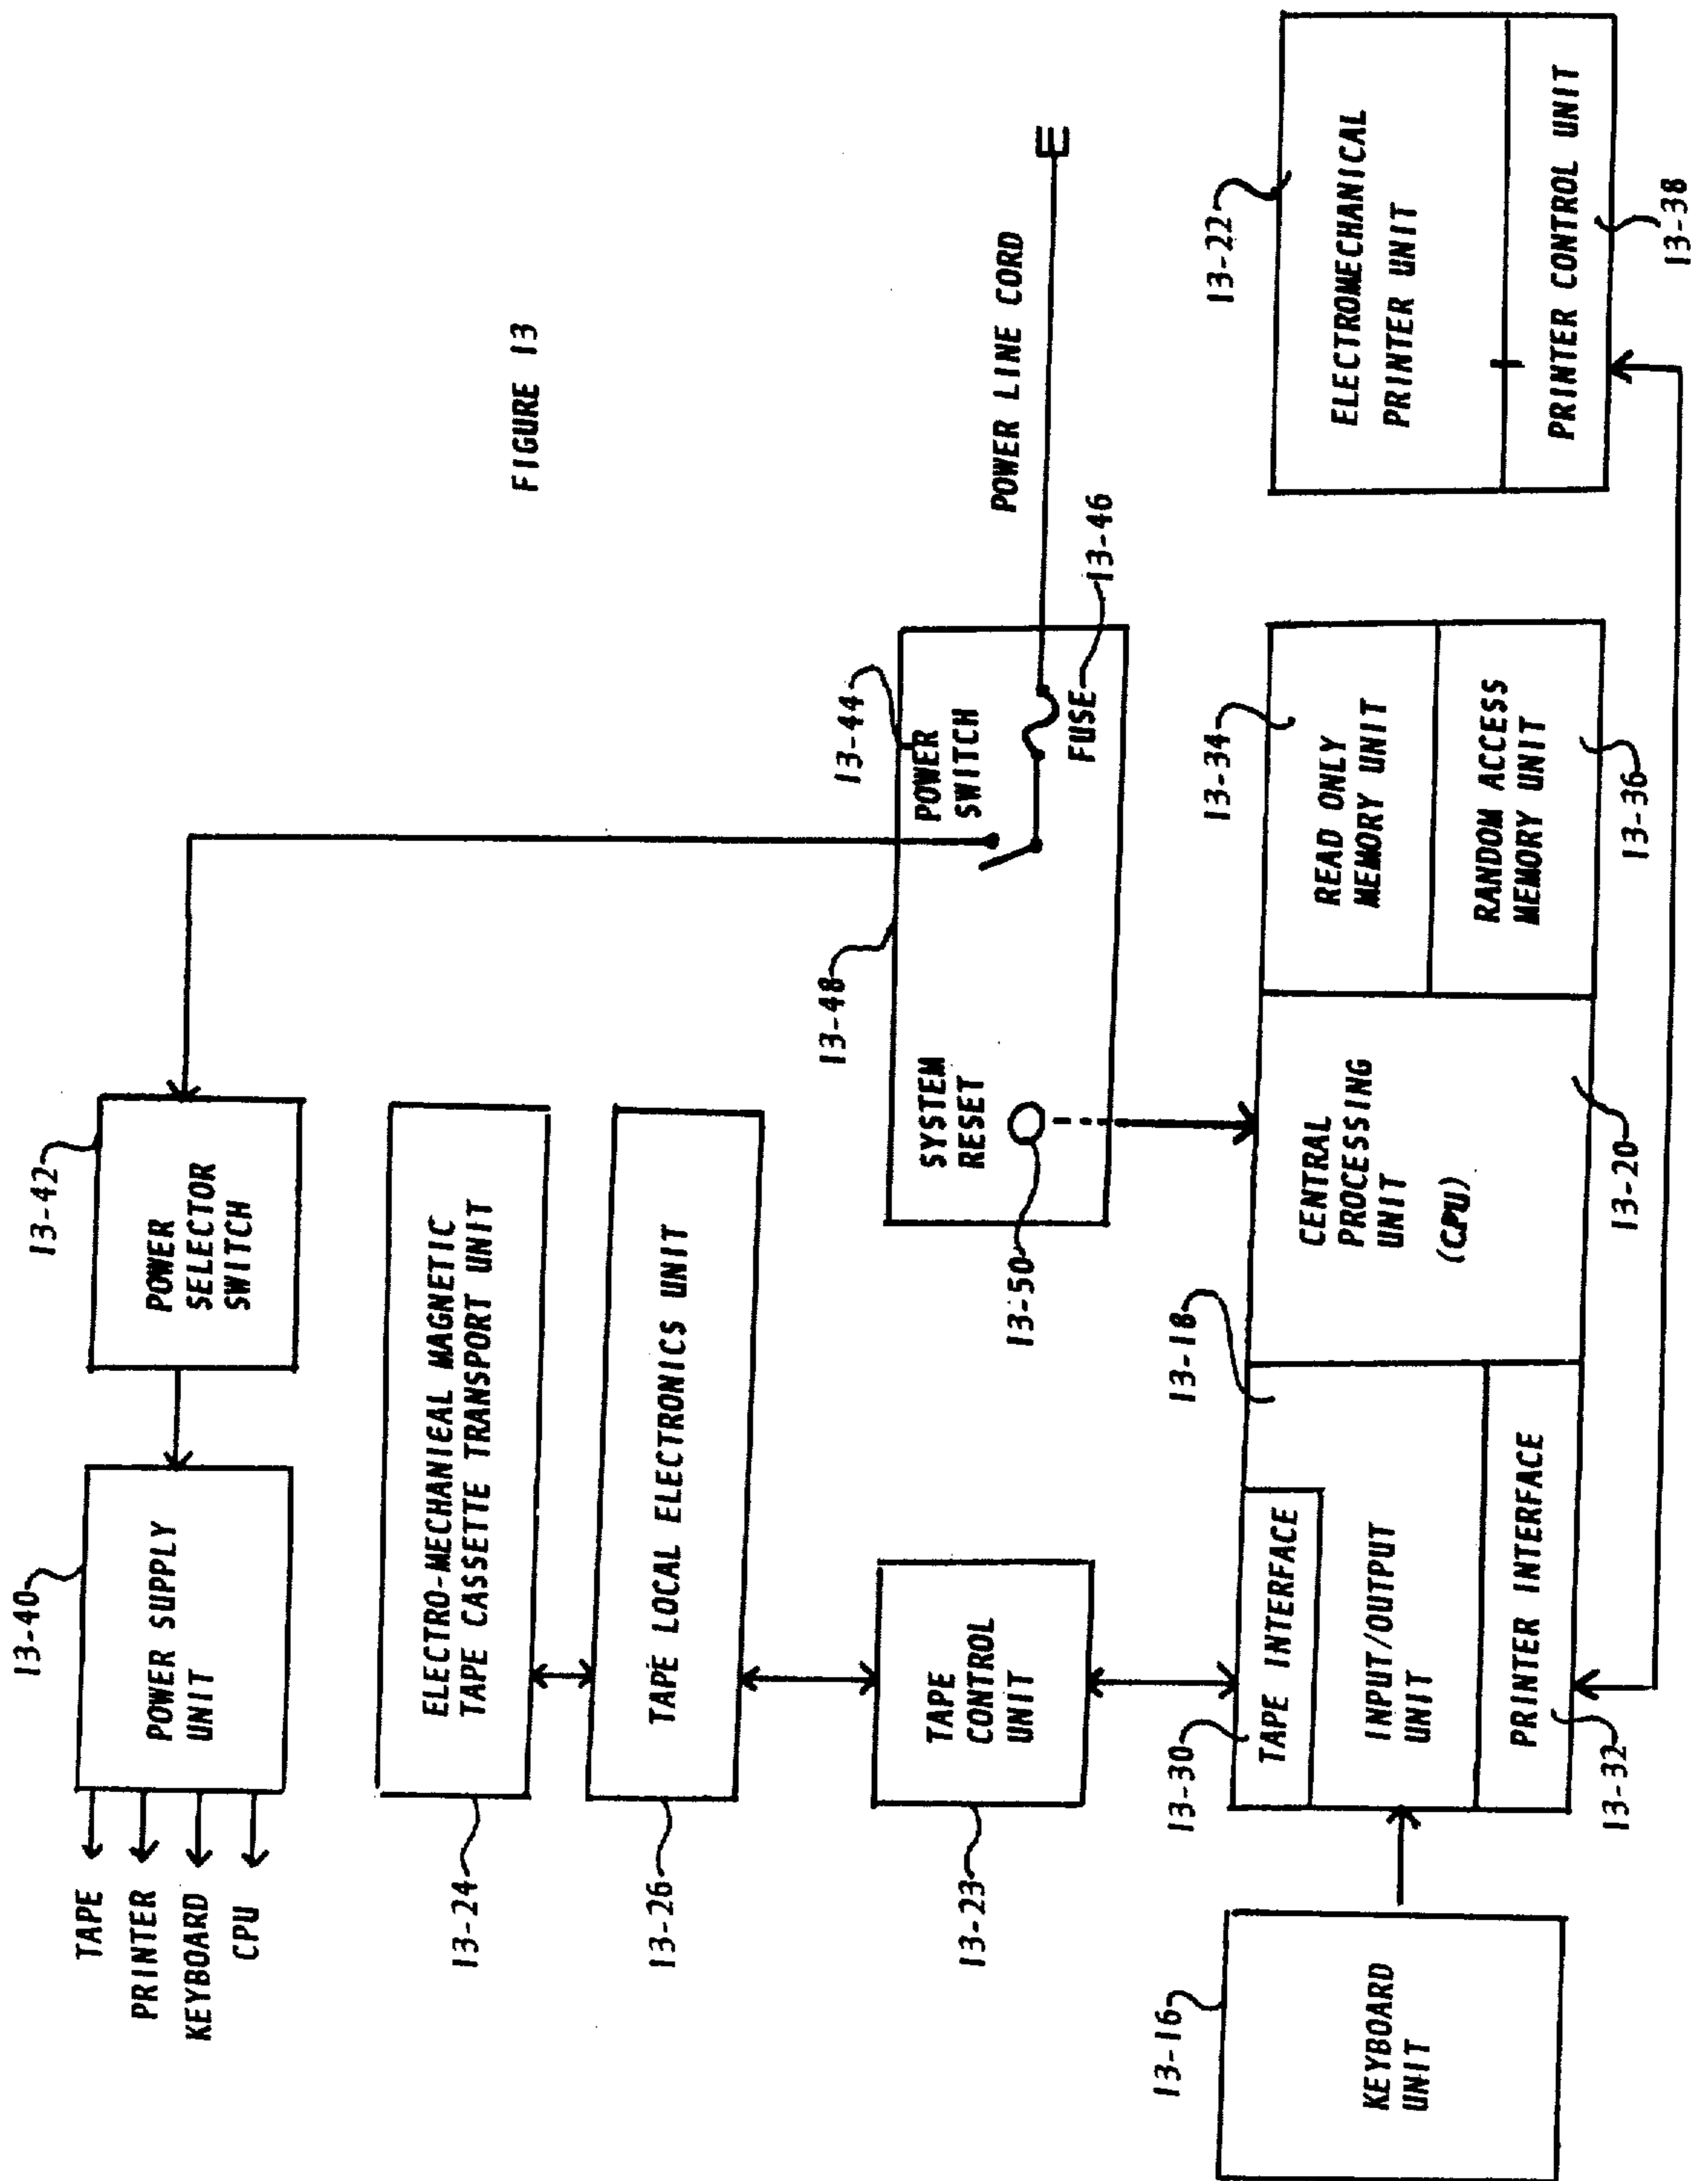 FIGURE 13
TAPE
PRINTER
KEYBOARD
CPU
13-40
POWER SUPPLY
UNIT
13-42
POWER
SELECTOR
SWITCH
13-24
ELECTRO-MECHANIEAL MAGNETIC
TAPE CASSETTE TRANSPORT UNIT
13-26
TAPE LOCAL ELECTRONICS UNIT
13-23
TAPE
CONTROL
UNIT
13-48
13-44
SYSTEM
RESET
13-50
POWER
SWITCH
FUSE
13-46
POWER LINE CORD
13-16
KEYBOARD
UNIT
13-30
TAPE INTERFACE
13-18
INPUT/OUTPUT
UNIT
PRINTER INTERFACE
13-32
CENTRAL
PROCESSING
UNIT
(CPU)
13-20
13-34
READ ONLY
MEMORY UNIT
RANDOM ACCESS
MEMORY UNIT
13-36
13-22
ELECTROMECHANICAL
PRINTER UNIT
PRINTER CONTROL UNIT
13-38